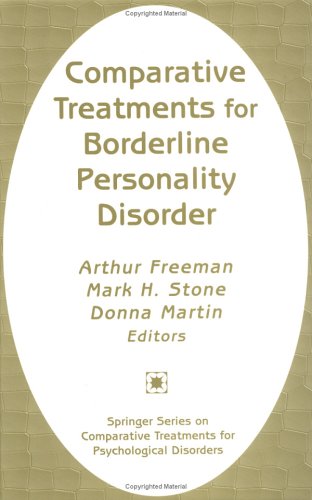 Copyrighted Material
Comparative
Treatments for
Borderline
Personality
Disorder
Arthur Freeman
Mark H. Stone
Donna Martin
Editors
Springer Series on
Comparative Treatments for
Psychological Disorders
Copyrighted Material